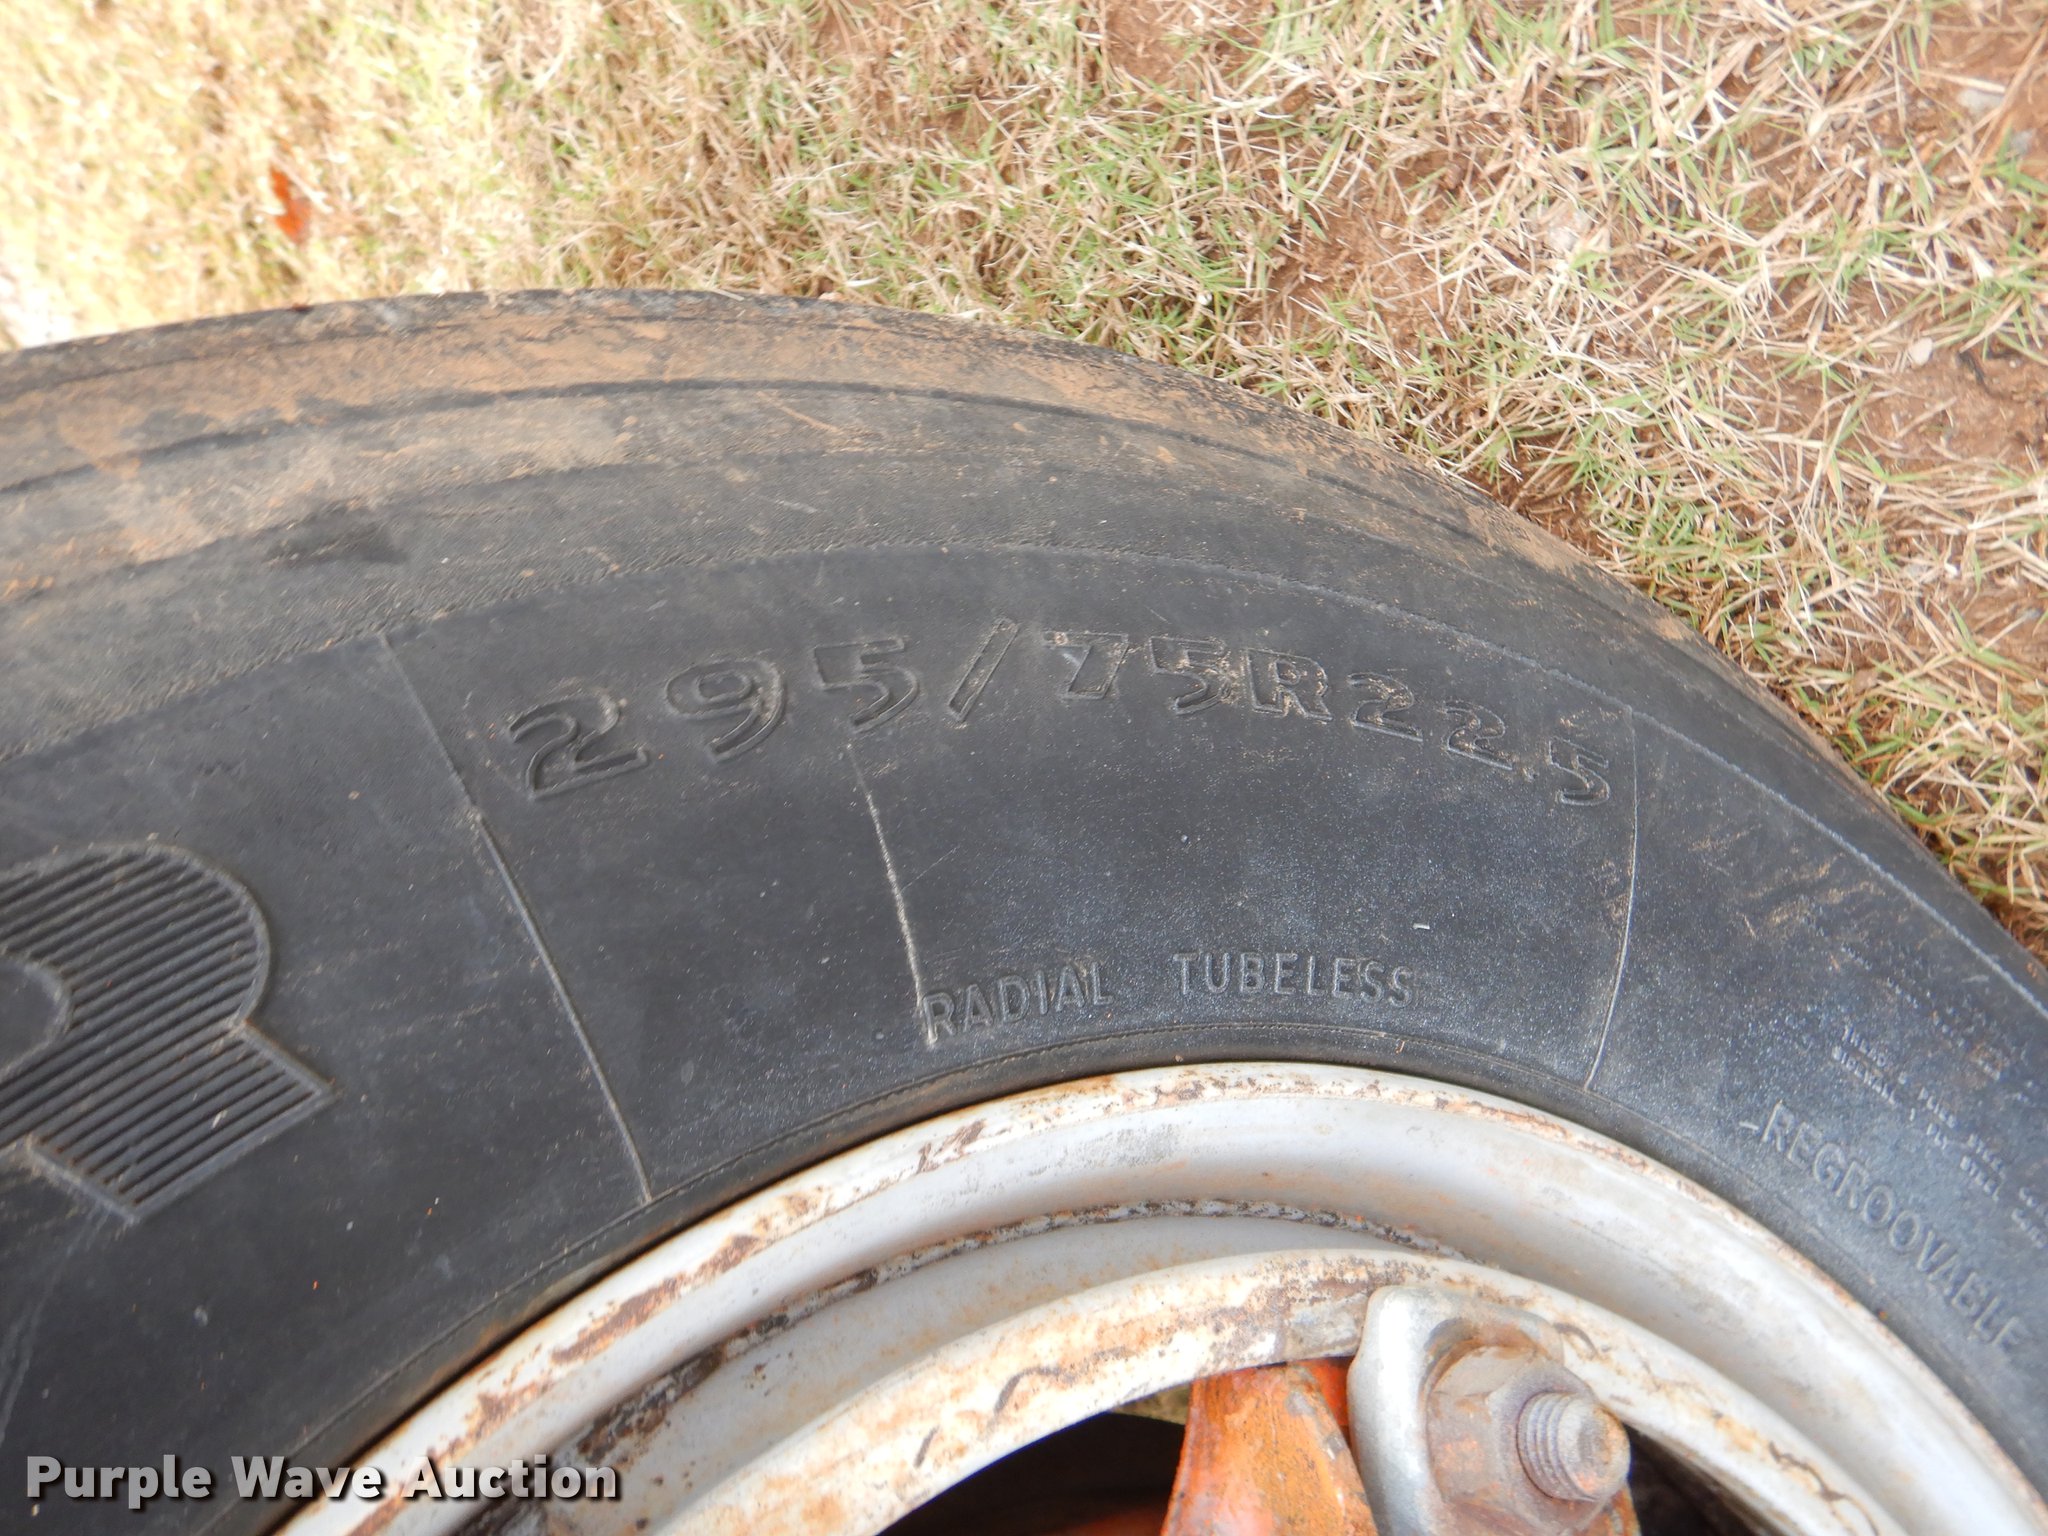 295/75R22.5
RADIAL TUBELESS
-REGROOVABLE
R
Purple Wave Auction